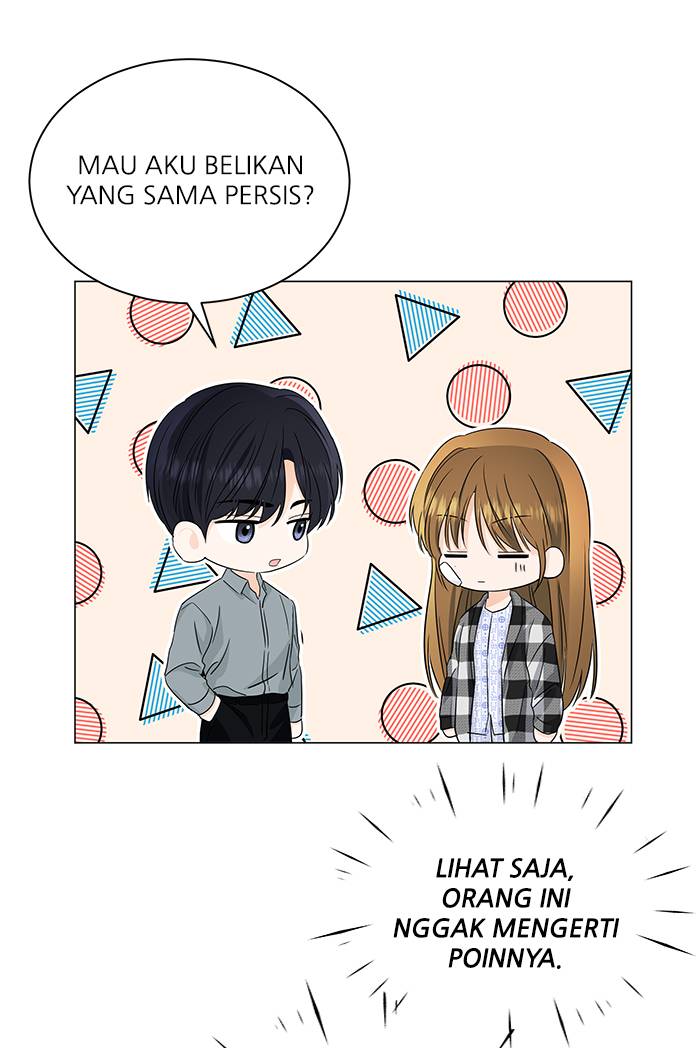 MAU AKU BELIKAN
YANG SAMA PERSIS?
LIHAT SAJA,
ORANG INI
NGGAK MENGERTI
POINNYA.